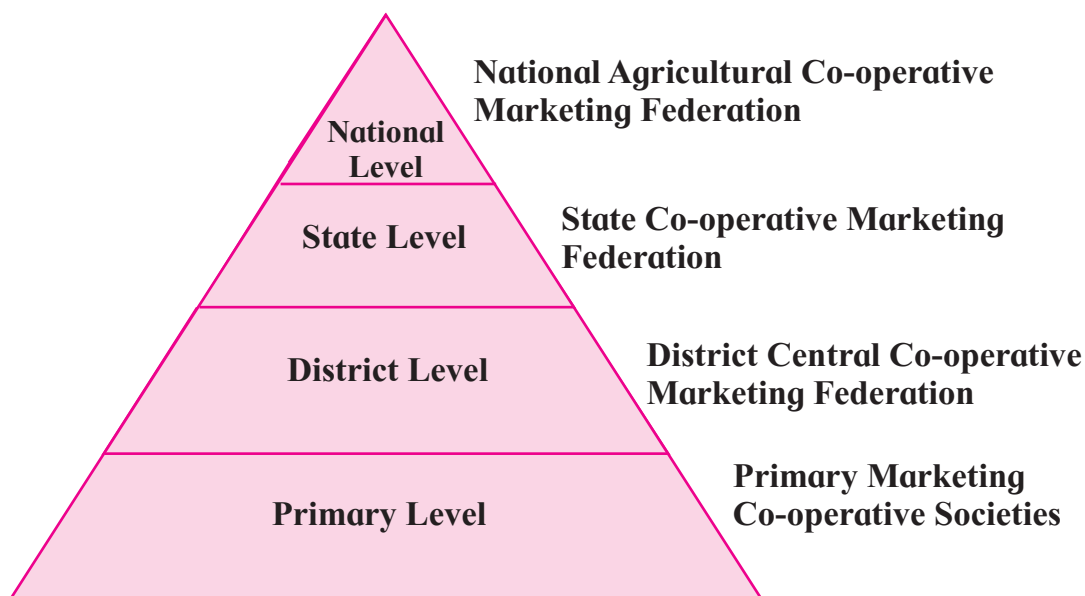 National Agricultural Co-operative
Marketing Federation
National
Level
State Co-operative Marketing
Federation
State Level
District Central Co-operative
Marketing Federation
District Level
Primary Marketing
Co-operative Societies
Primary Level